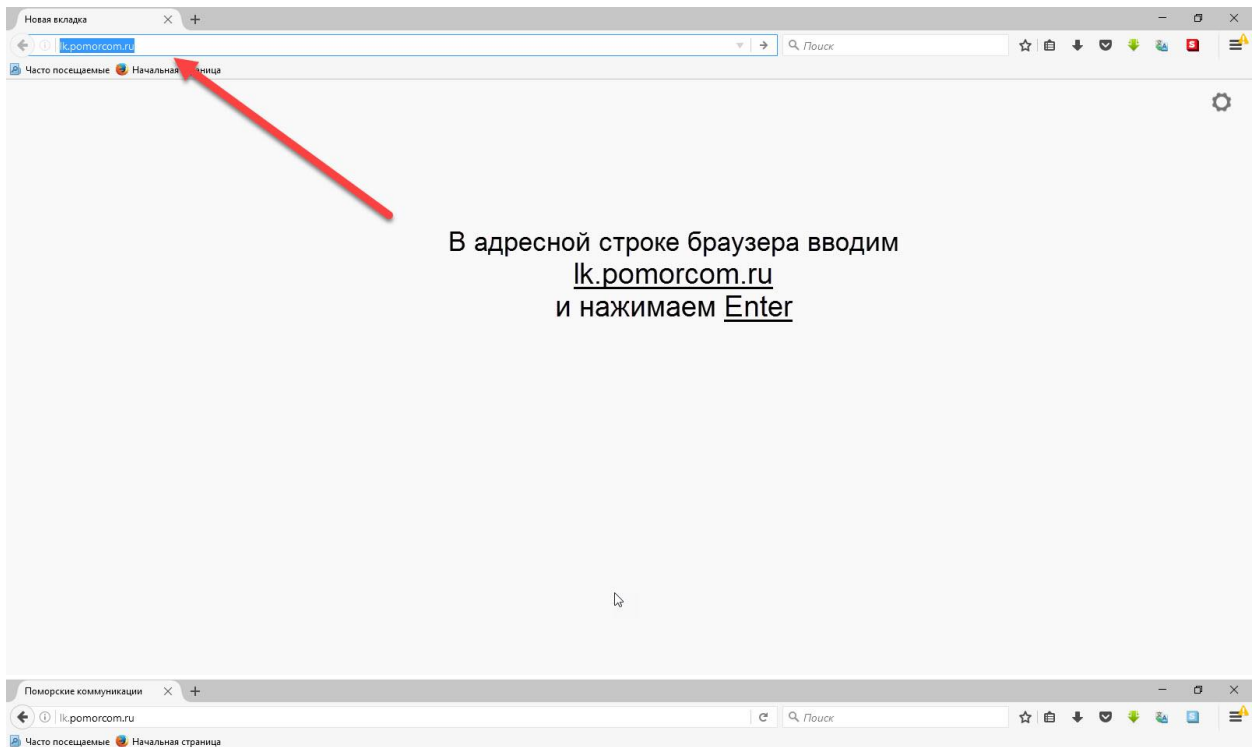 Новая вкладка
lk.pomorcom.ru
Поиск
Часто посещаемые Начальная страница
В адресной строке браузера вводим
lk.pomorcom.ru
и нажимаем Enter
Поморские коммуникации
lk.pomorcom.ru
Поиск
Часто посещаемые Начальная страница